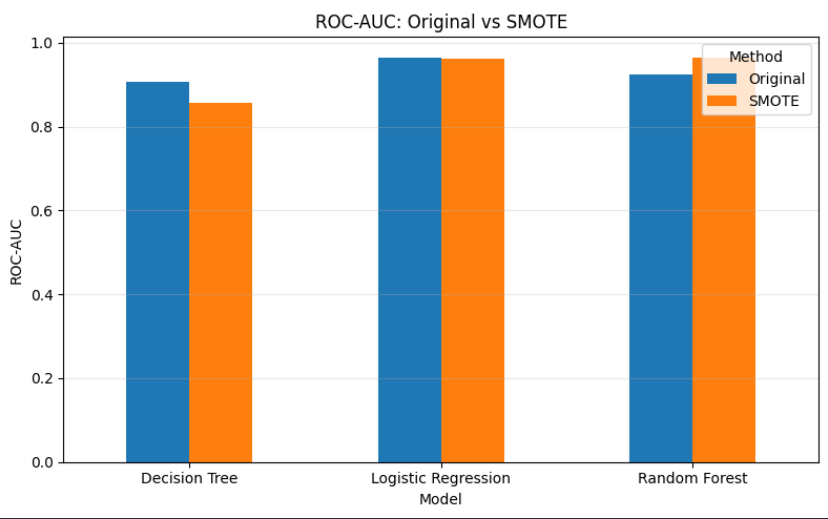 ROC-AUC: Original vs SMOTE
Method
Original
SMOTE
ROC-AUC
1.0
0.8
0.6
0.4
0.2
0.0
Decision Tree
Logistic Regression
Random Forest
Model